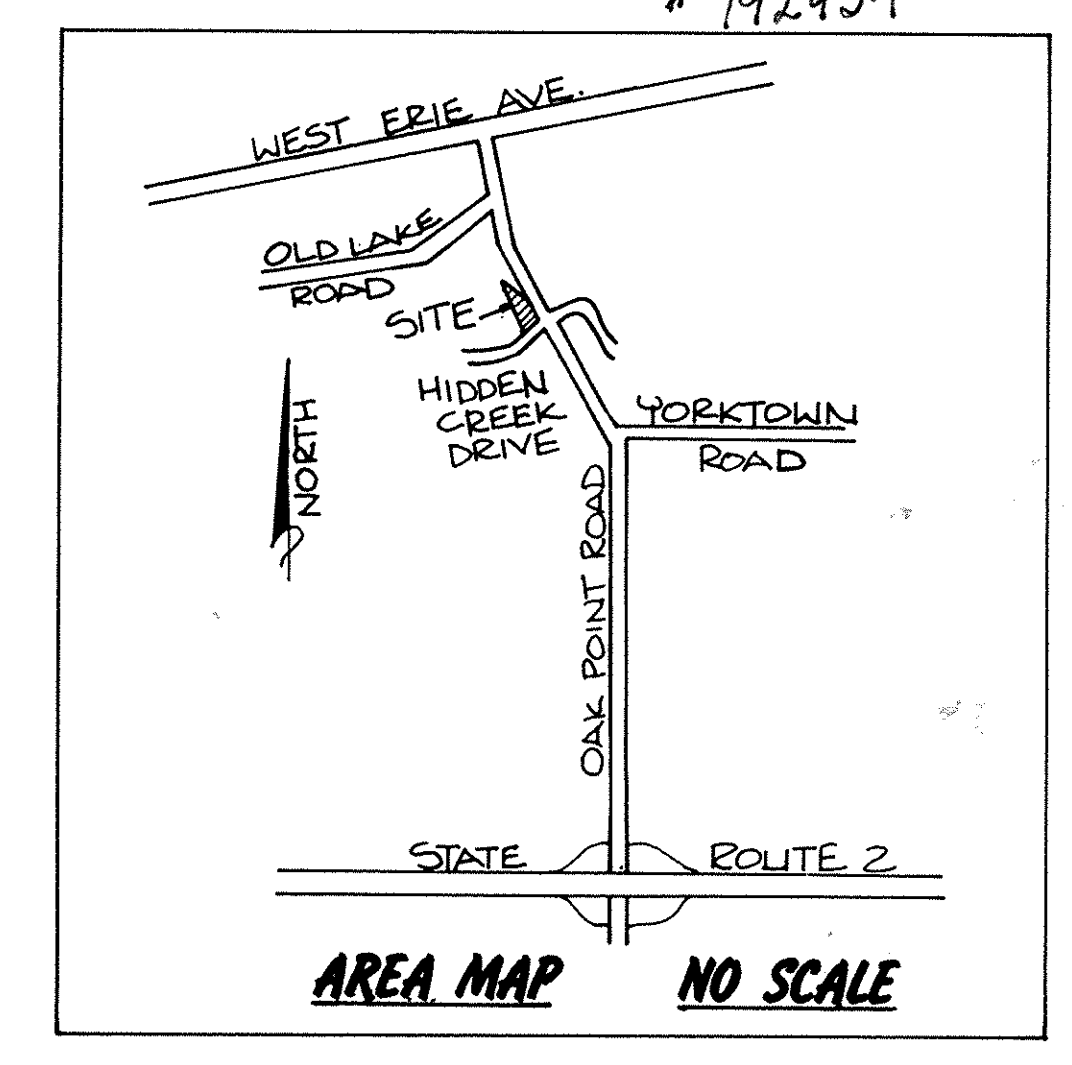 WEST ERIE AVE.
OLD LAKE
ROAD
SITE
HIDDEN
CREEK
DRIVE
NORTH
YORKTOWN
ROAD
OAK POINT ROAD
STATE ROUTE 2
AREA MAP NO SCALE